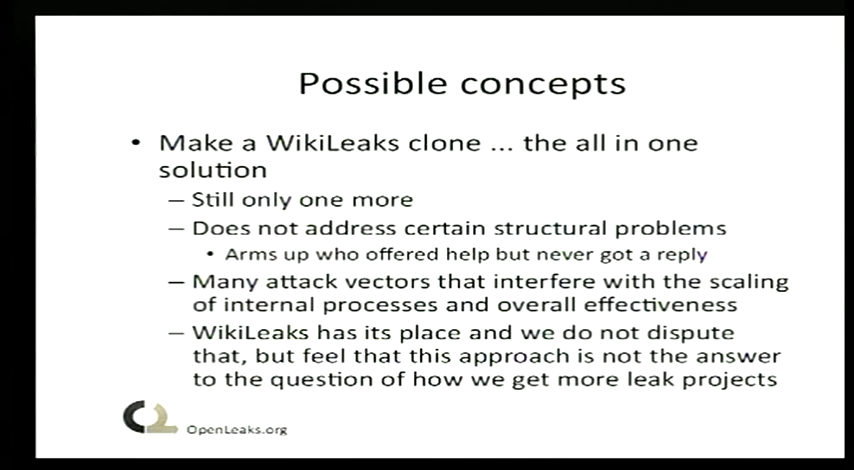 Possible concepts
• Make a WikiLeaks clone ... the all in one
solution
– Still only one more
– Does not address certain structural problems
• Arms up who offered help but never got a reply
– Many attack vectors that interfere with the scaling
of internal processes and overall effectiveness
– WikiLeaks has its place and we do not dispute
that, but feel that this approach is not the answer
to the question of how we get more leak projects
OpenLeaks.org